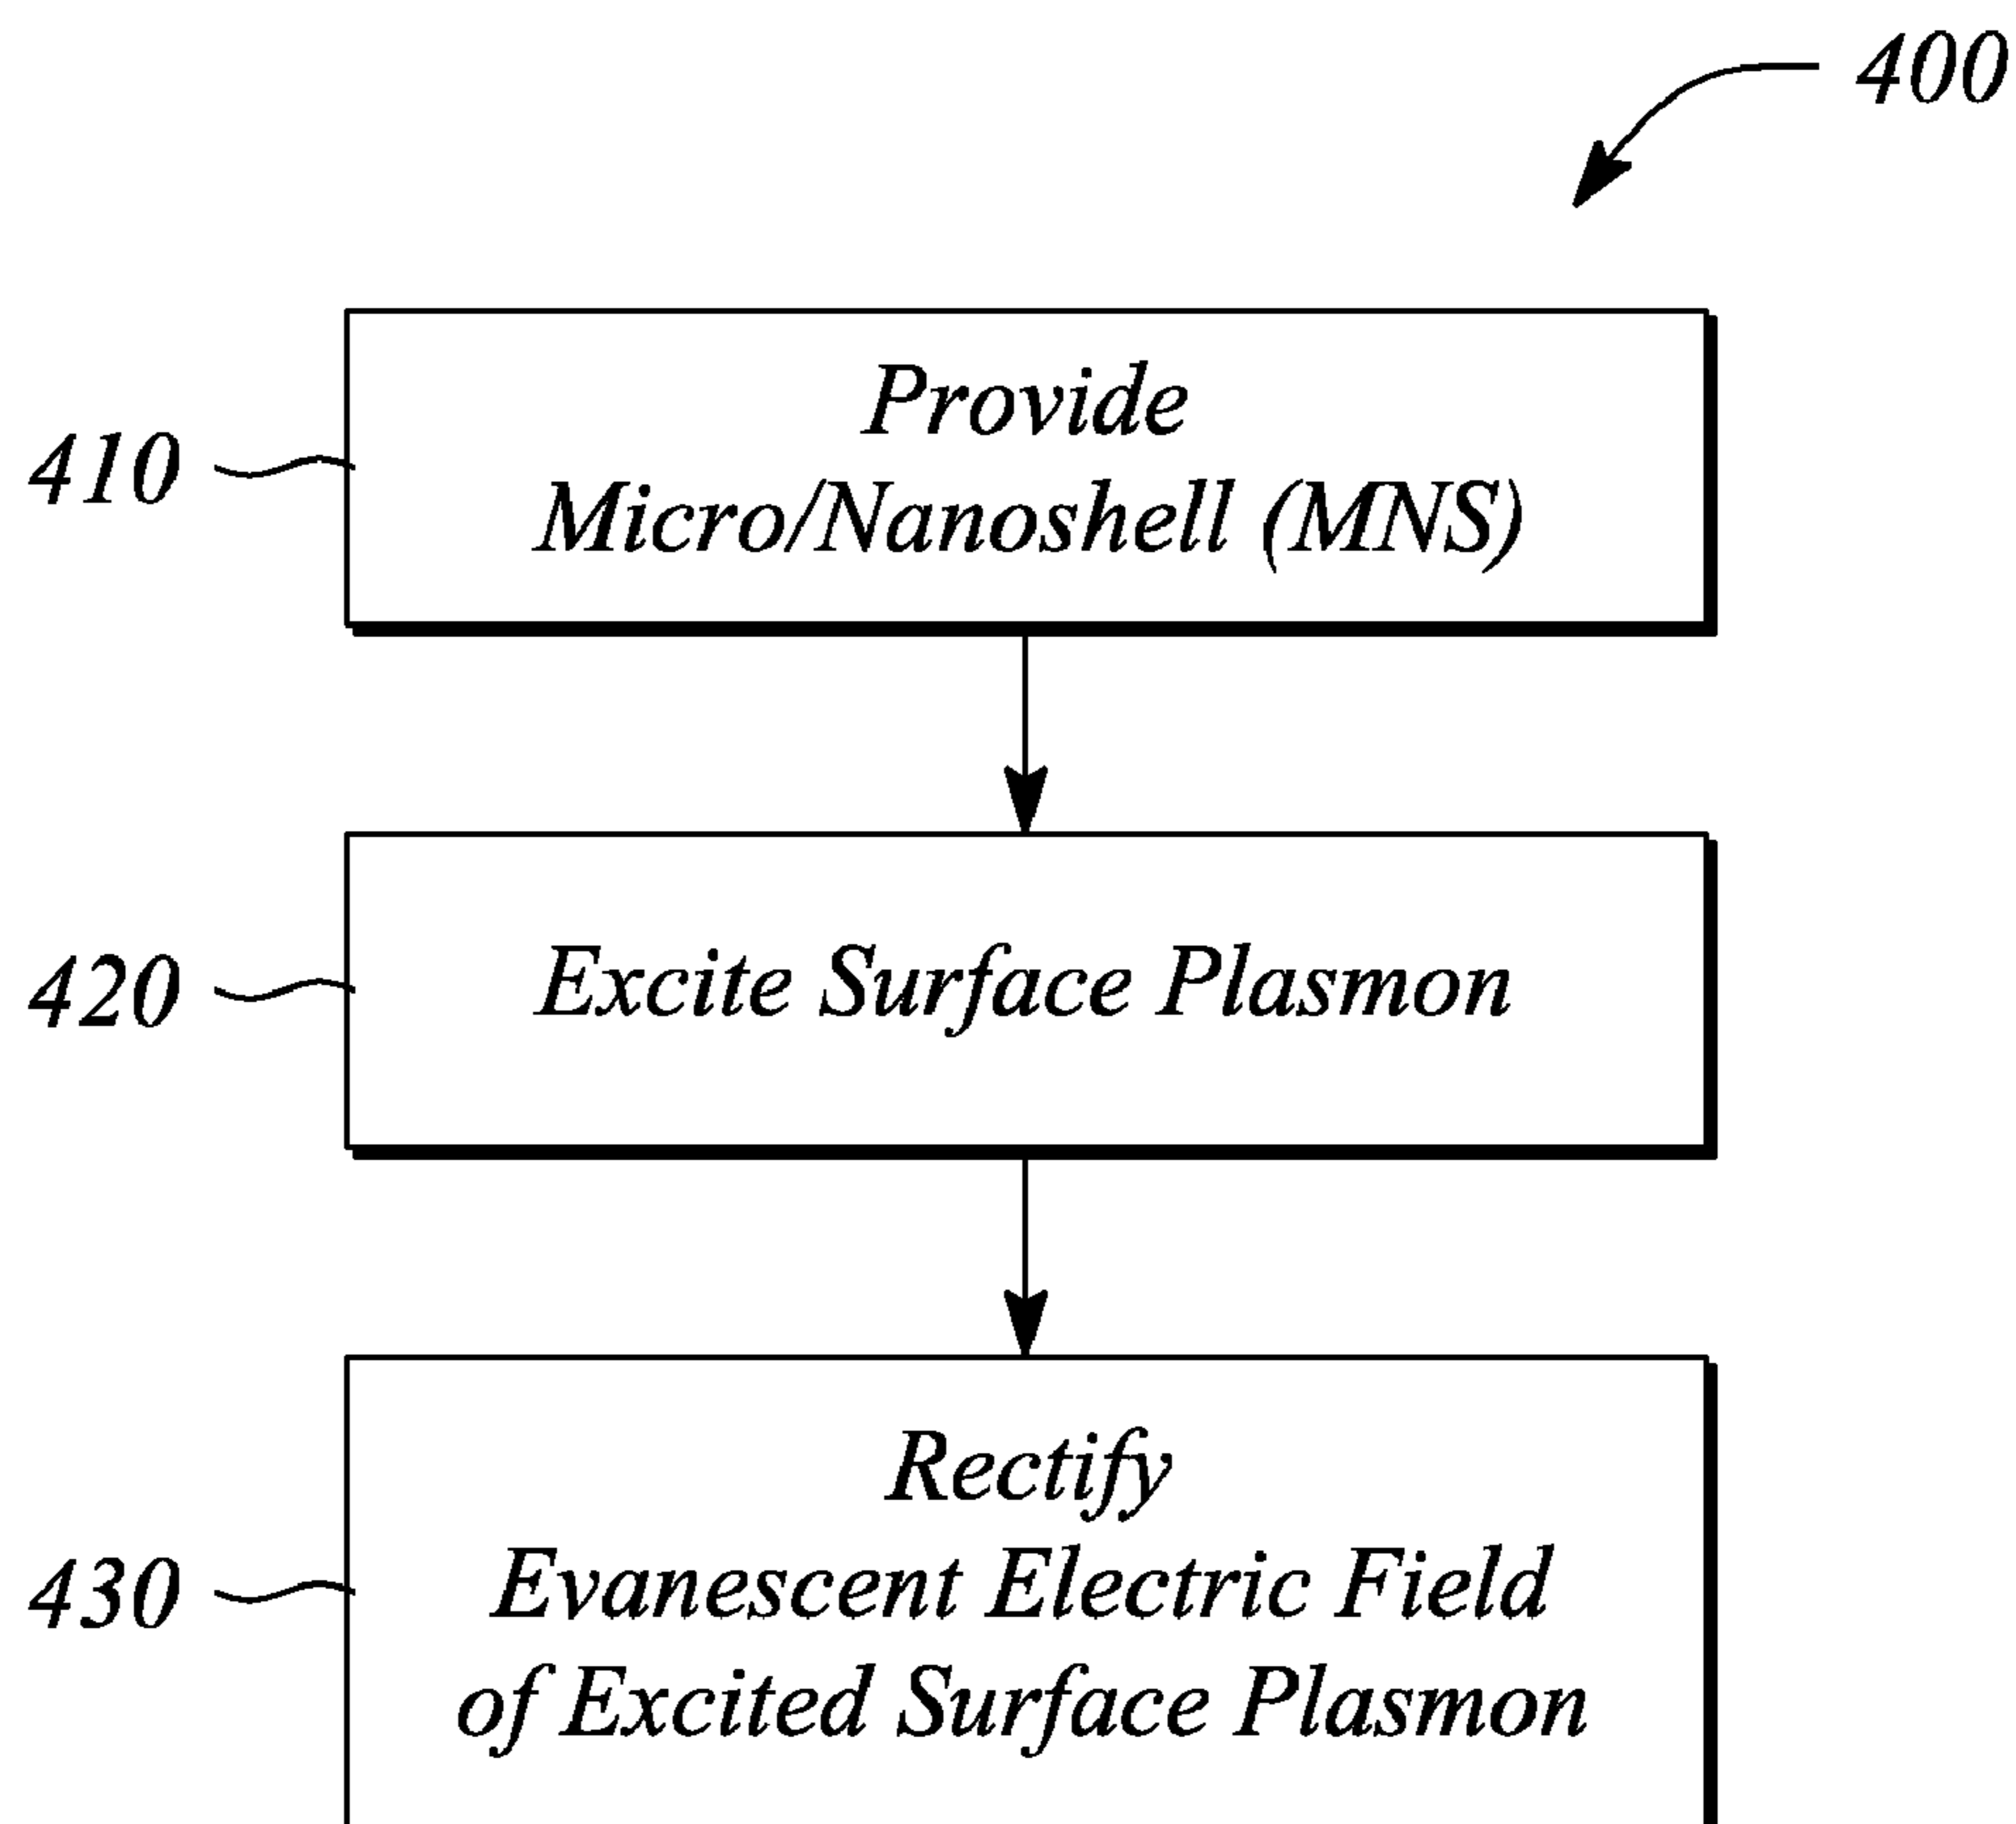 400
410
Provide
Micro/Nanoshell (MNS)
420
Excite Surface Plasmon
430
Rectify
Evanescent Electric Field
of Excited Surface Plasmon